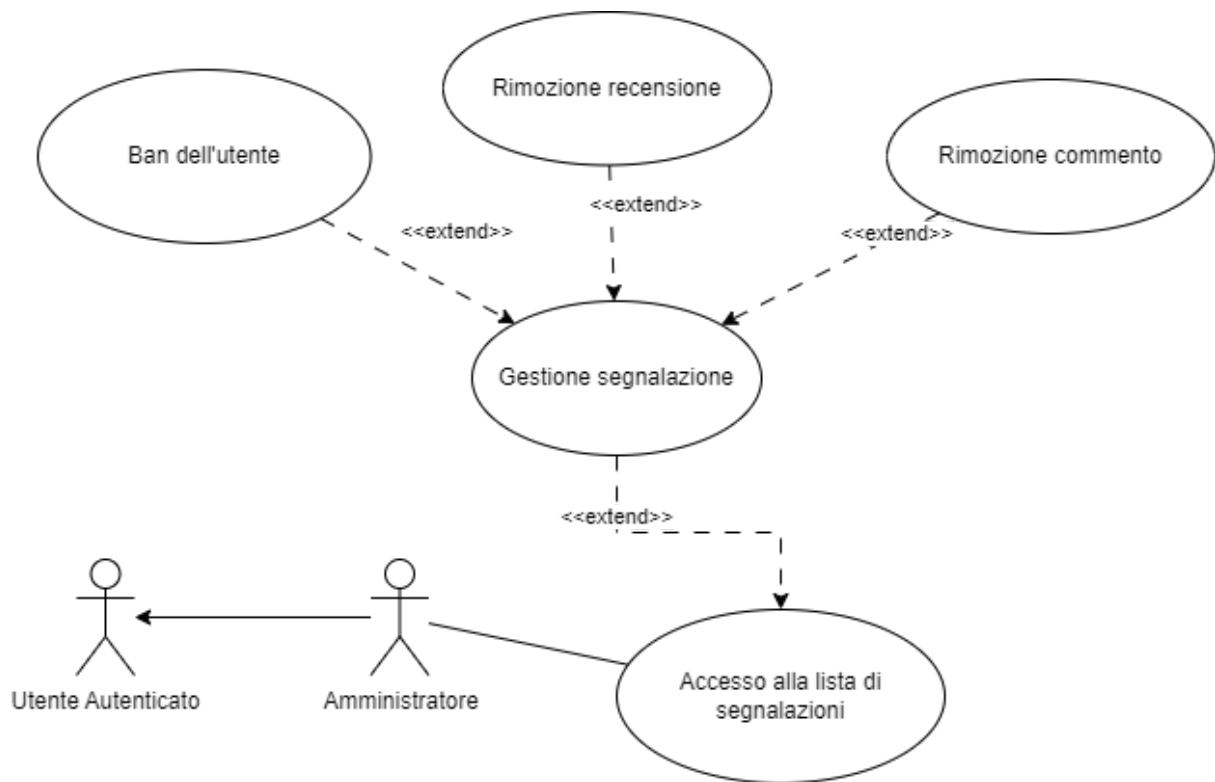 Rimozione recensione
Ban dell'utente
Rimozione commento
<<extend>>
<<extend>>
<<extend>>
Gestione segnalazione
<<extend>>
Utente Autenticato
Amministratore
Accesso alla lista di
segnalazioni